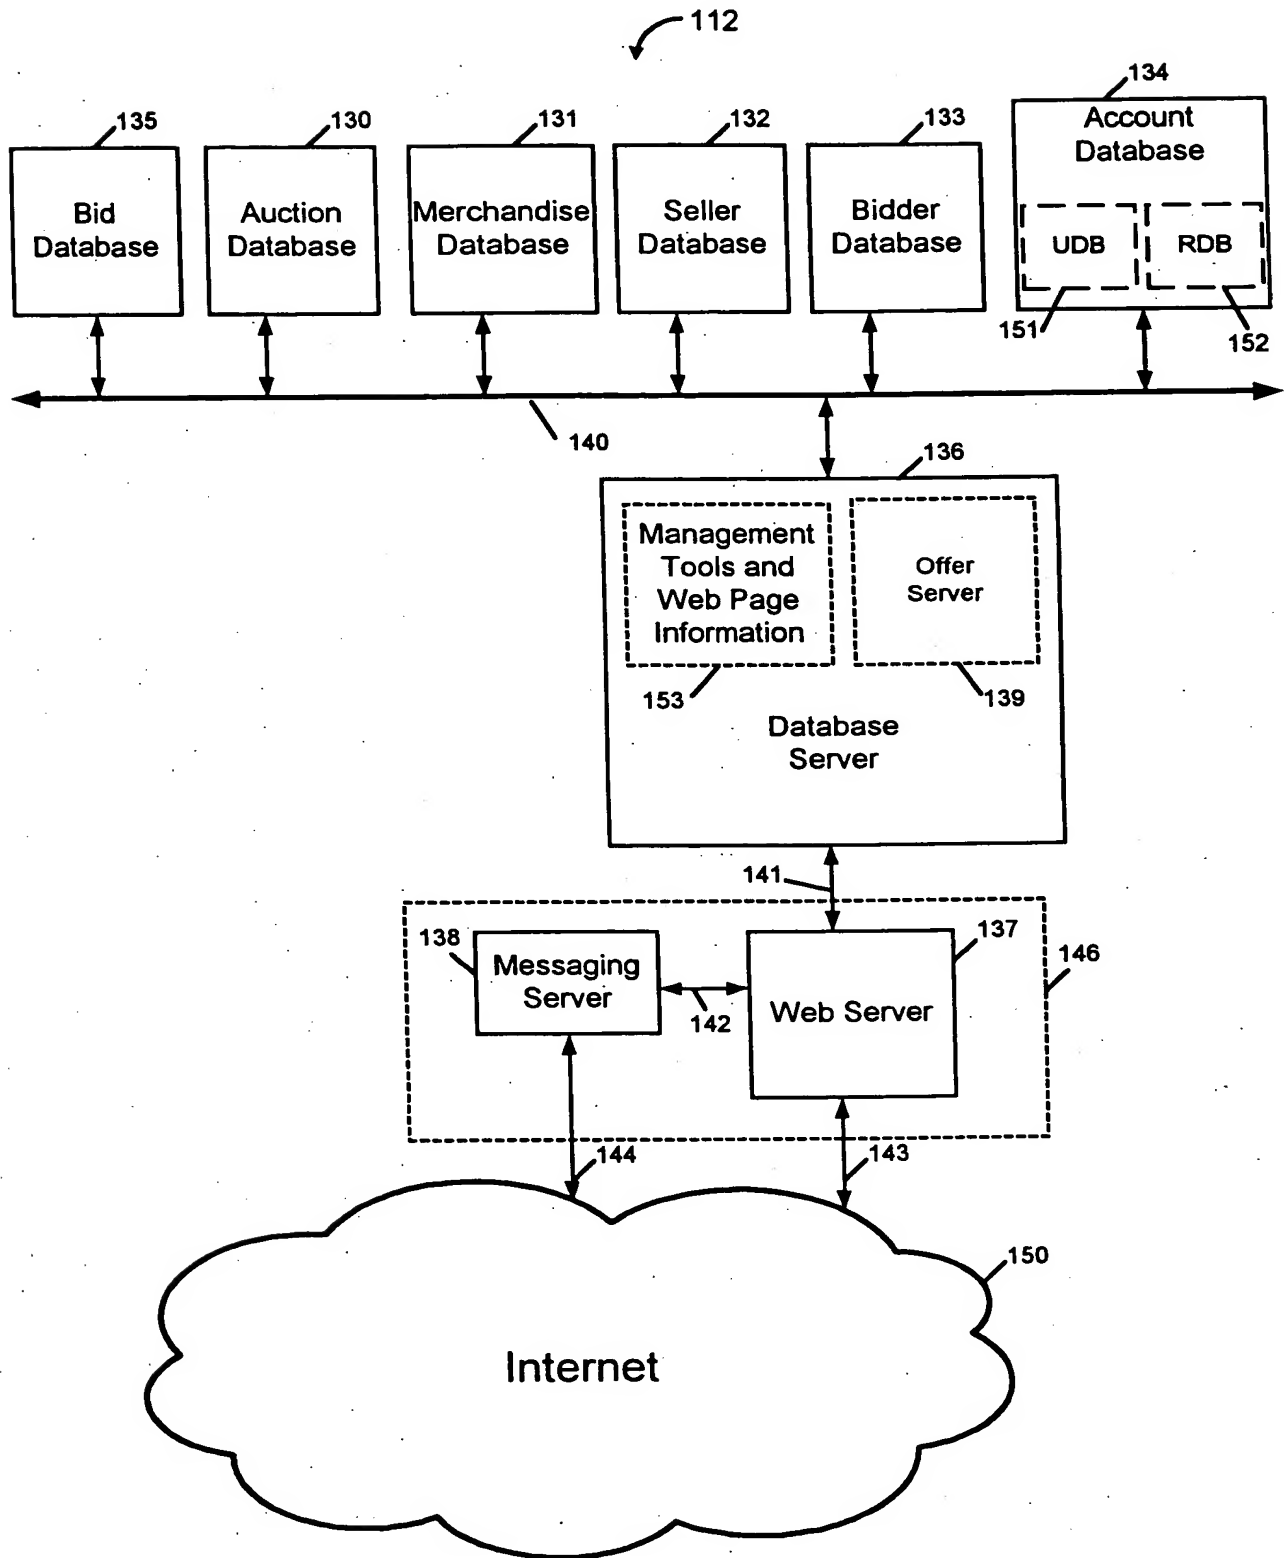 112
135
130
131
132
133
134
Bid
Database
Auction
Database
Merchandise
Database
Seller
Database
Bidder
Database
Account
Database
UDB
RDB
151
152
140
136
Management
Tools and
Web Page
Information
Offer
Server
153
139
Database
Server
141
138
137
146
Messaging
Server
142
Web Server
144
143
150
Internet